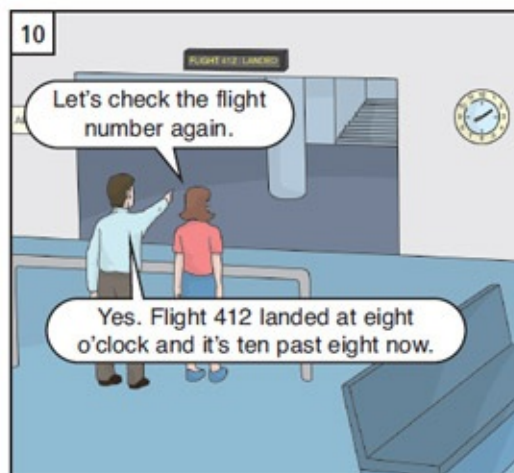 10
FLIGHT 412 LANDED
Let's check the flight
number again.
Yes. Flight 412 landed at eight
o'clock and it's ten past eight now.